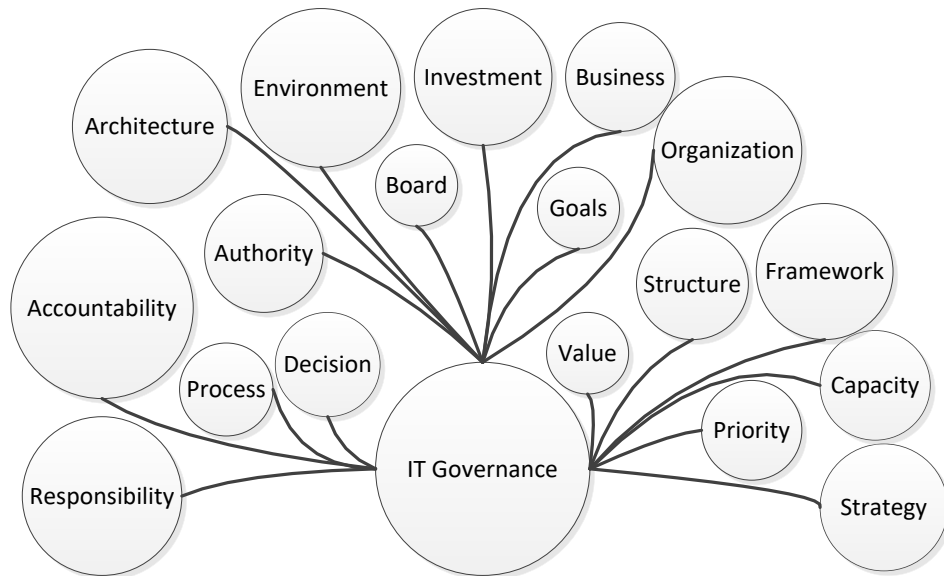 Investment
Business
Environment
Architecture
Organization
Board
Goals
Authority
Framework
Structure
Accountability
Value
Decision
Process
Capacity
Priority
IT Governance
Responsibility
Strategy